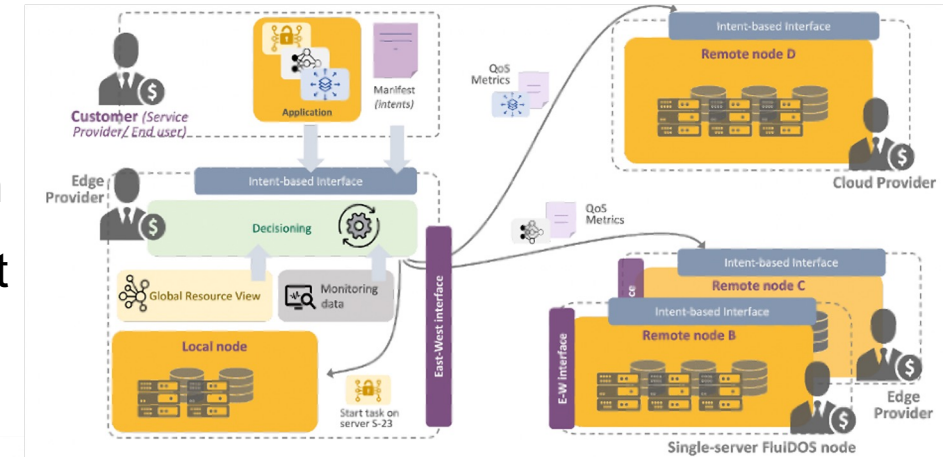 Customer (Service
Provider/ End user)
Application
Manifest
(intents)
QoS
Metrics
Intent-based Interface
Remote node D
Cloud Provider
Edge
Provider
Intent-based Interface
Decisioning
Global Resource View
Monitoring
data
East-West interface
Local node
Start task on
server S-23
QoS
Metrics
Intent-based Interface
Remote node C
Intent-based Interface
Remote node B
E-W Interface
Edge
Provider
Single-server FluiDOS node
t